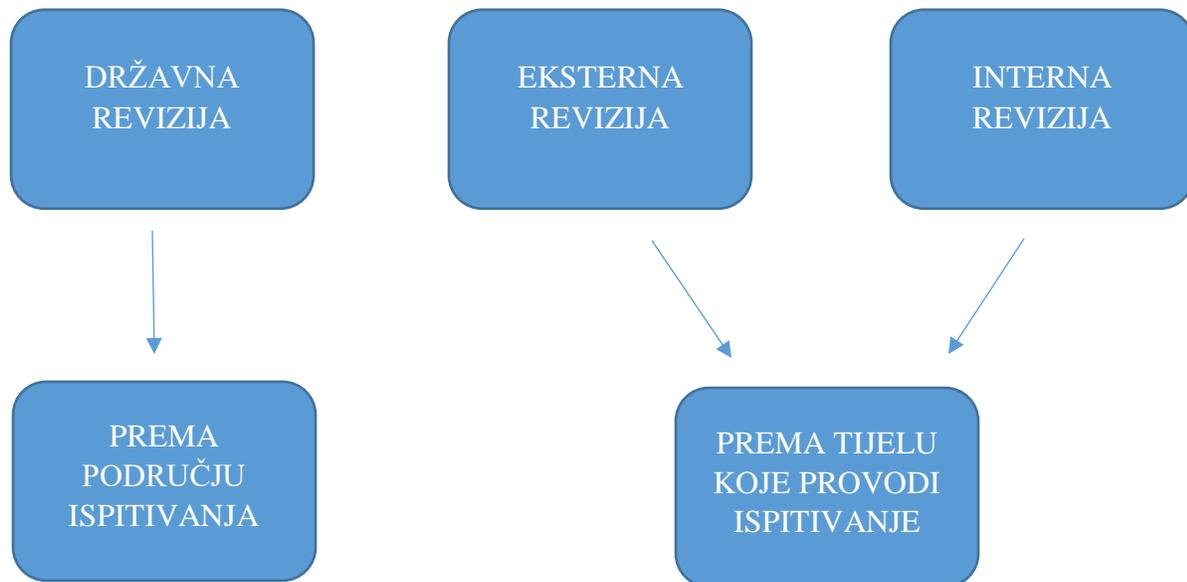 DRŽAVNA
REVIZIJA
EKSTERNA
REVIZIJA
INTERNA
REVIZIJA
PREMA
PODRUČJU
ISPITIVANJA
PREMA TIJELU
KOJE PROVODI
ISPITIVANJE